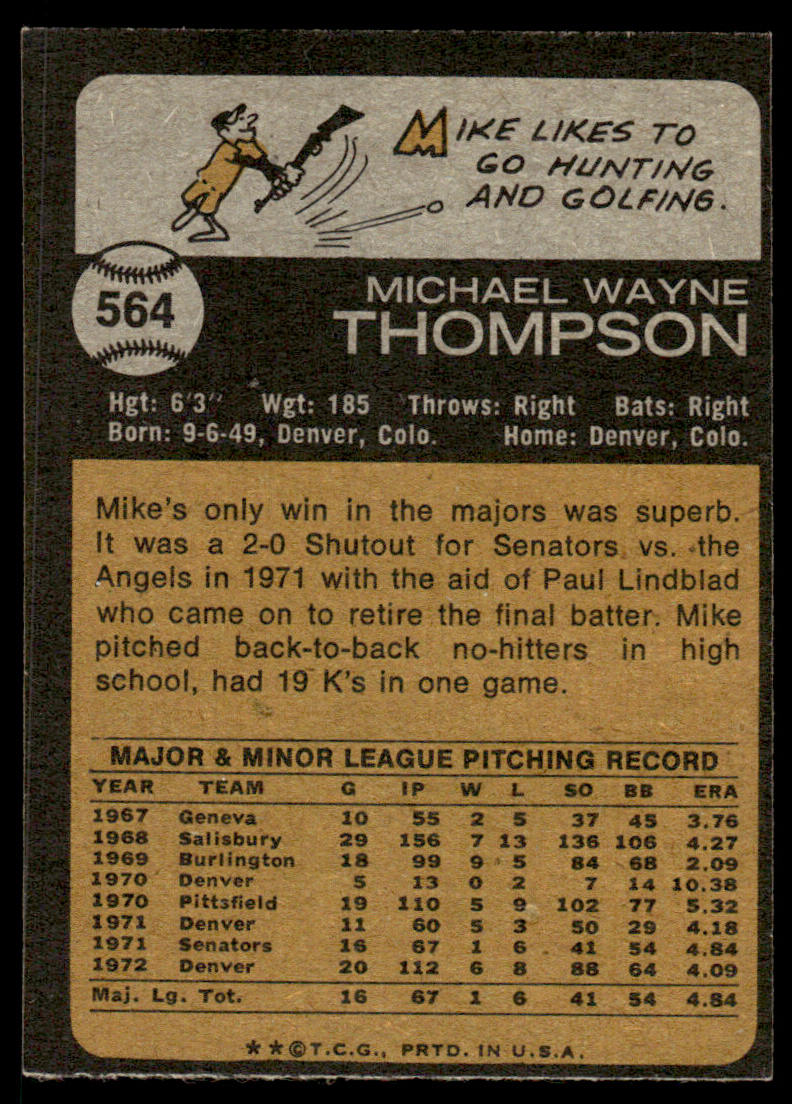 MIKE LIKES TO
GO HUNTING
AND GOLFING.
564
MICHAEL WAYNE
THOMPSON
Hgt: 6'3" Wgt: 185 Throws: Right Bats: Right
Born: 9-6-49, Denver, Colo. Home: Denver, Colo.
Mike's only win in the majors was superb.
It was a 2-0 Shutout for Senators vs. the
Angels in 1971 with the aid of Paul Lindblad
who came on to retire the final batter. Mike
pitched back-to-back no-hitters in high
school, had 19 K's in one game.
MAJOR & MINOR LEAGUE PITCHING RECORD
YEAR TEAM G IP W L SO BB ERA
1967 Geneva 10 55 2 5 37 45 3.76
1968 Salisbury 29 156 7 13 136 106 4.27
1969 Burlington 18 99 9 5 84 68 2.09
1970 Denver 5 13 0 2 7 14 10.38
1970 Pittsfield 19 110 5 9 102 77 5.32
1971 Denver 11 60 5 3 50 29 4.18
1971 Senators 16 67 1 6 41 54 4.84
1972 Denver 20 112 6 8 88 64 4.09
Maj. Lg. Tot. 16 67 1 6 41 54 4.84
**©T.C.G., PRTD. IN U.S.A.